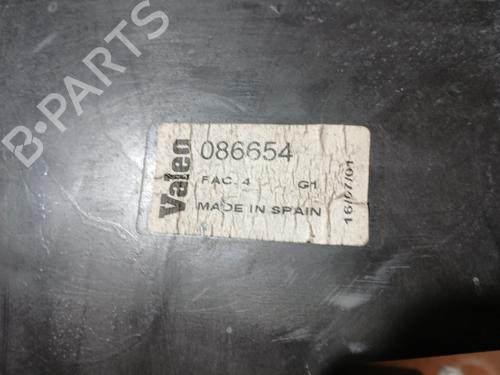 B-PARTS
Valeo
086654
FAC. 4 G1
MADE IN SPAIN
16/07/01